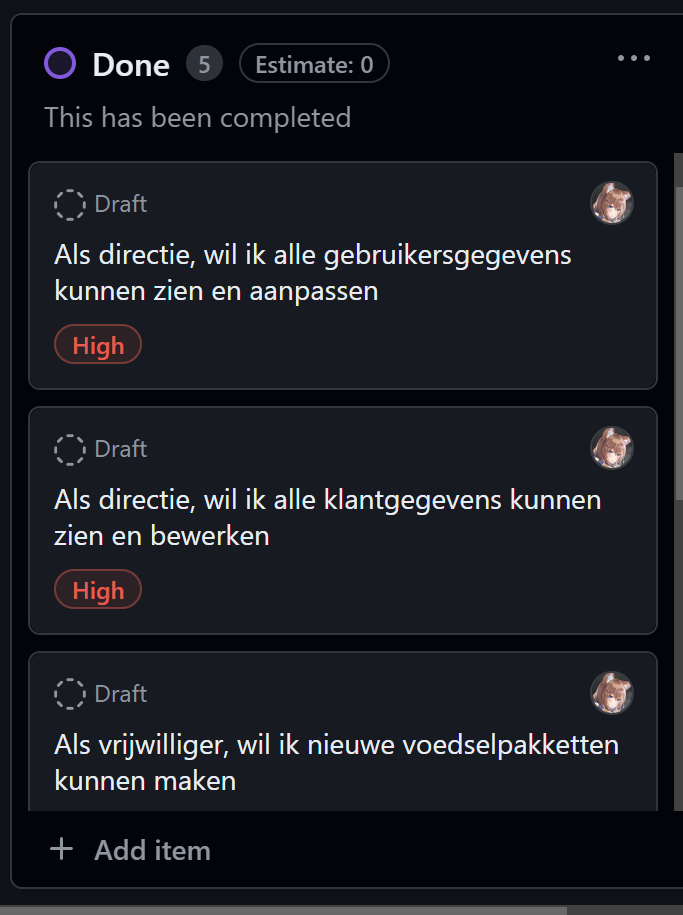 Done 5 Estimate: 0
This has been completed
Draft
Als directie, wil ik alle gebruikersgegevens
kunnen zien en aanpassen
High
Draft
Als directie, wil ik alle klantgegevens kunnen
zien en bewerken
High
Draft
Als vrijwilliger, wil ik nieuwe voedselpakketten
kunnen maken
+ Add item